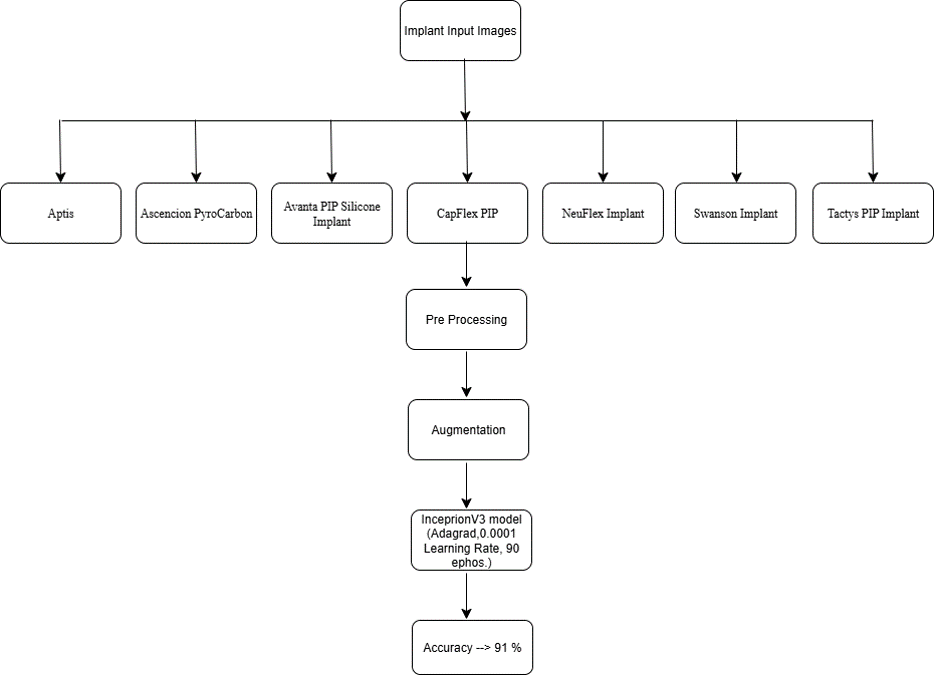 Implant Input Images
Aptis
Ascencion PyroCarbon
Avanta PIP Silicone
Implant
CapFlex PIP
NeuFlex Implant
Swanson Implant
Tactys PIP Implant
Pre Processing
Augmentation
InceprionV3 model
(Adagrad,0.0001
Learning Rate, 90
ephos.)
Accuracy --> 91 %